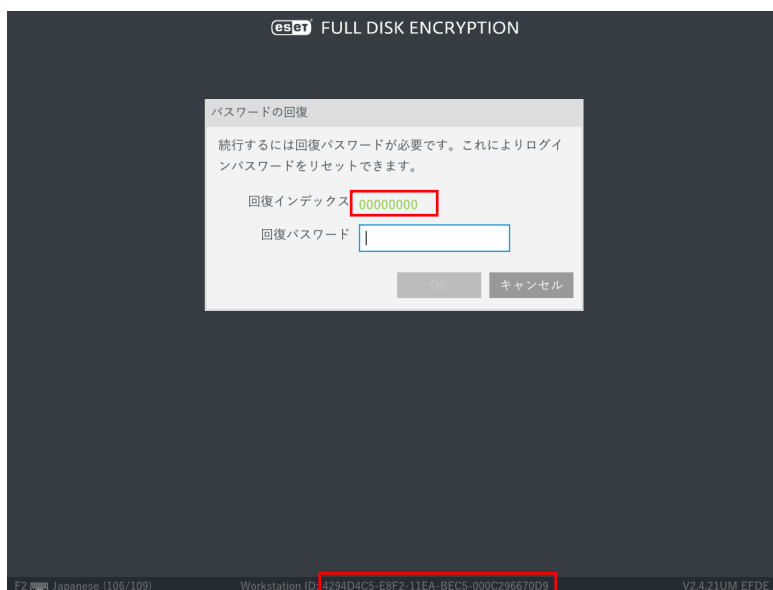 eset FULL DISK ENCRYPTION
パスワードの回復
続行するには回復パスワードが必要です。これによりログイ
ンパスワードをリセットできます。
回復インデックス 00000000
回復パスワード
OK キャンセル
F2 Japanese (106/109) Workstation ID: 4294D4C5-E8F2-11EA-BEC5-000C296670D9 V2.4.21UM EFDE